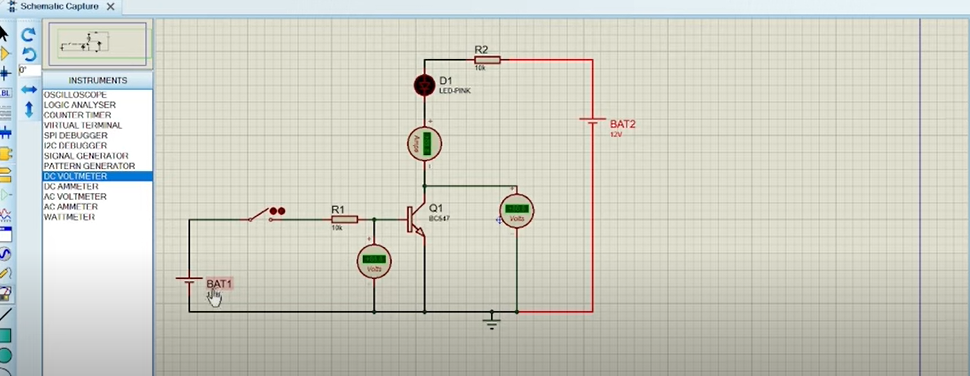 Schematic Capture
0°
LBL
INSTRUMENTS
OSCILLOSCOPE
LOGIC ANALYSER
COUNTER TIMER
VIRTUAL TERMINAL
SPI DEBUGGER
I2C DEBUGGER
SIGNAL GENERATOR
PATTERN GENERATOR
DC VOLTMETER
DC AMMETER
AC VOLTMETER
AC AMMETER
WATTMETER
R2
10k
D1
LED-PINK
Amps
BAT2
12V
R1
10k
Q1
BC547
Volts
Volts
BAT1